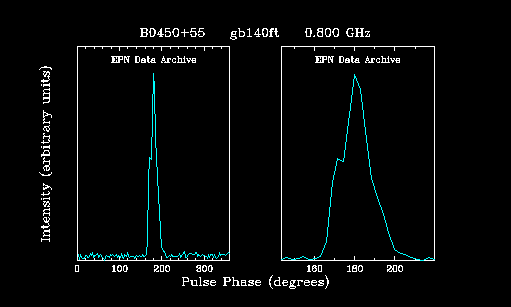 B0450+55 gb140ft 0.800 GHz
EPN Data Archive EPN Data Archive
Intensity (arbitrary units)
0 100 200 300 160 180 200
Pulse Phase (degrees)